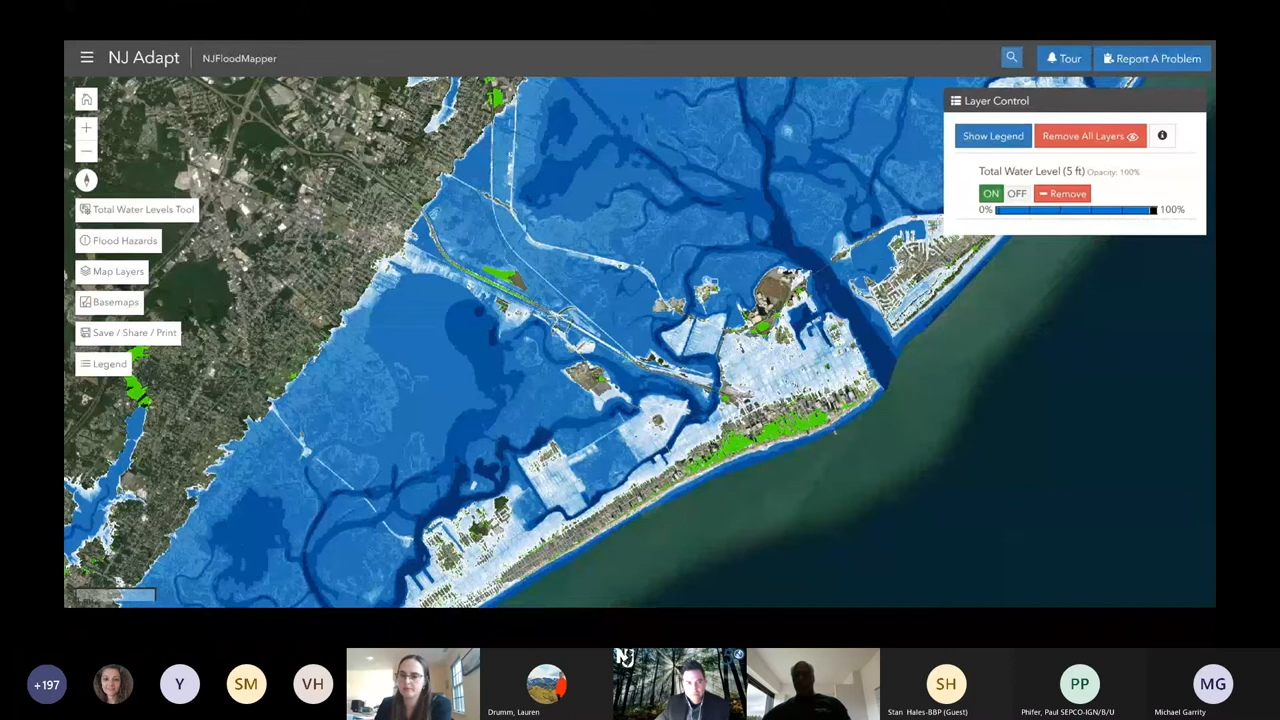 NJ Adapt
NJFloodMapper
Tour
Report A Problem
Layer Control
Show Legend
Remove All Layers
Total Water Level (5 ft) Opacity: 100%
ON OFF Remove
0% 100%
Total Water Levels Tool
Flood Hazards
Map Layers
Basemaps
Save / Share / Print
Legend
+197
Y
SM
VH
Drumm, Lauren
NJ
SH
Stan Hales-BBP (Guest)
PP
Phifer, Paul SEPCO-IGN/B/U
MG
Michael Garrity